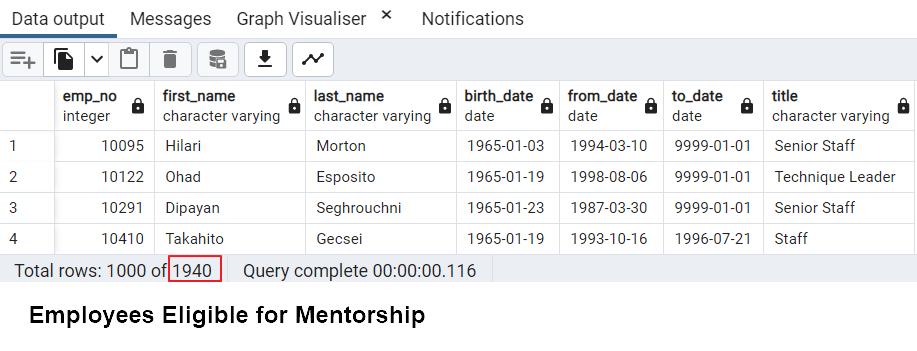 Data output Messages Graph Visualiser × Notifications
emp_no first_name last_name birth_date from_date to_date title
integer character varying character varying date date date character varying
1 10095 Hilari Morton 1965-01-03 1994-03-10 9999-01-01 Senior Staff
2 10122 Ohad Esposito 1965-01-19 1998-08-06 9999-01-01 Technique Leader
3 10291 Dipayan Seghrouchni 1965-01-23 1987-03-30 9999-01-01 Senior Staff
4 10410 Takahito Gecsei 1965-01-19 1993-10-16 1996-07-21 Staff
Total rows: 1000 of 1940 Query complete 00:00:00.116
Employees Eligible for Mentorship